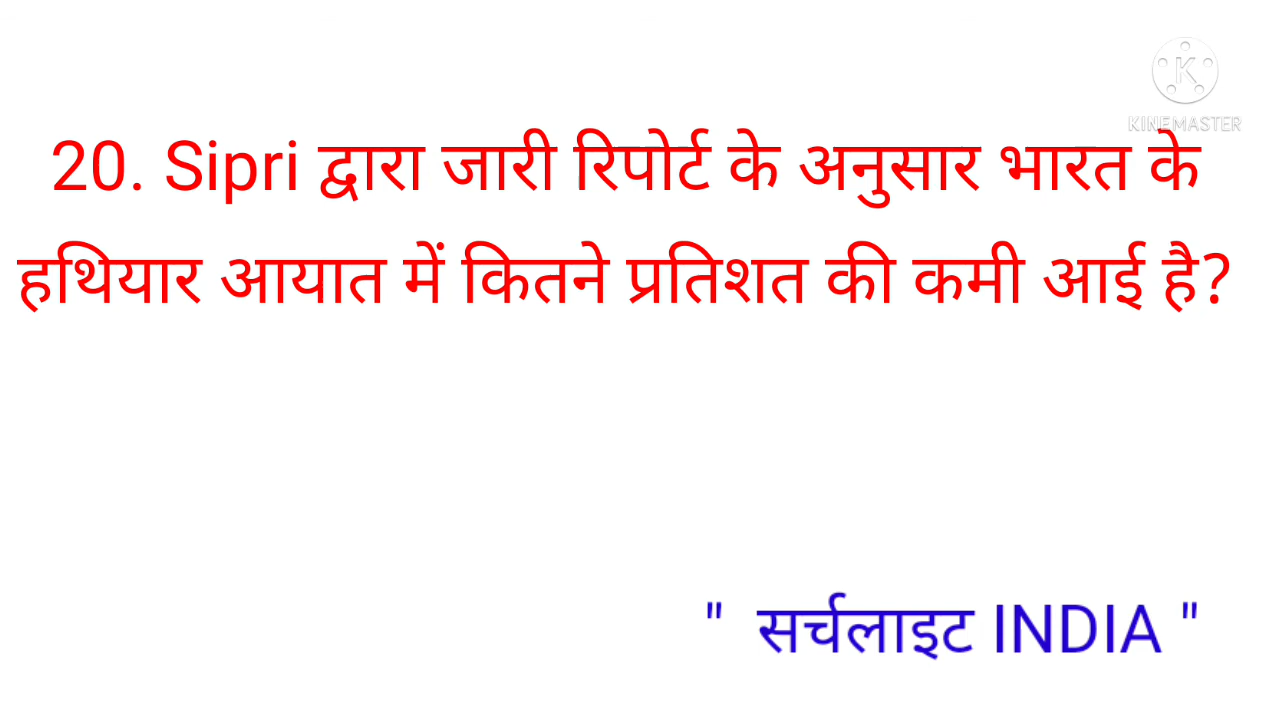 KINEMASTER
20. Sipri द्वारा जारी रिपोर्ट के अनुसार भारत के
हथियार आयात में कितने प्रतिशत की कमी आई है?
" सर्चलाइट INDIA "